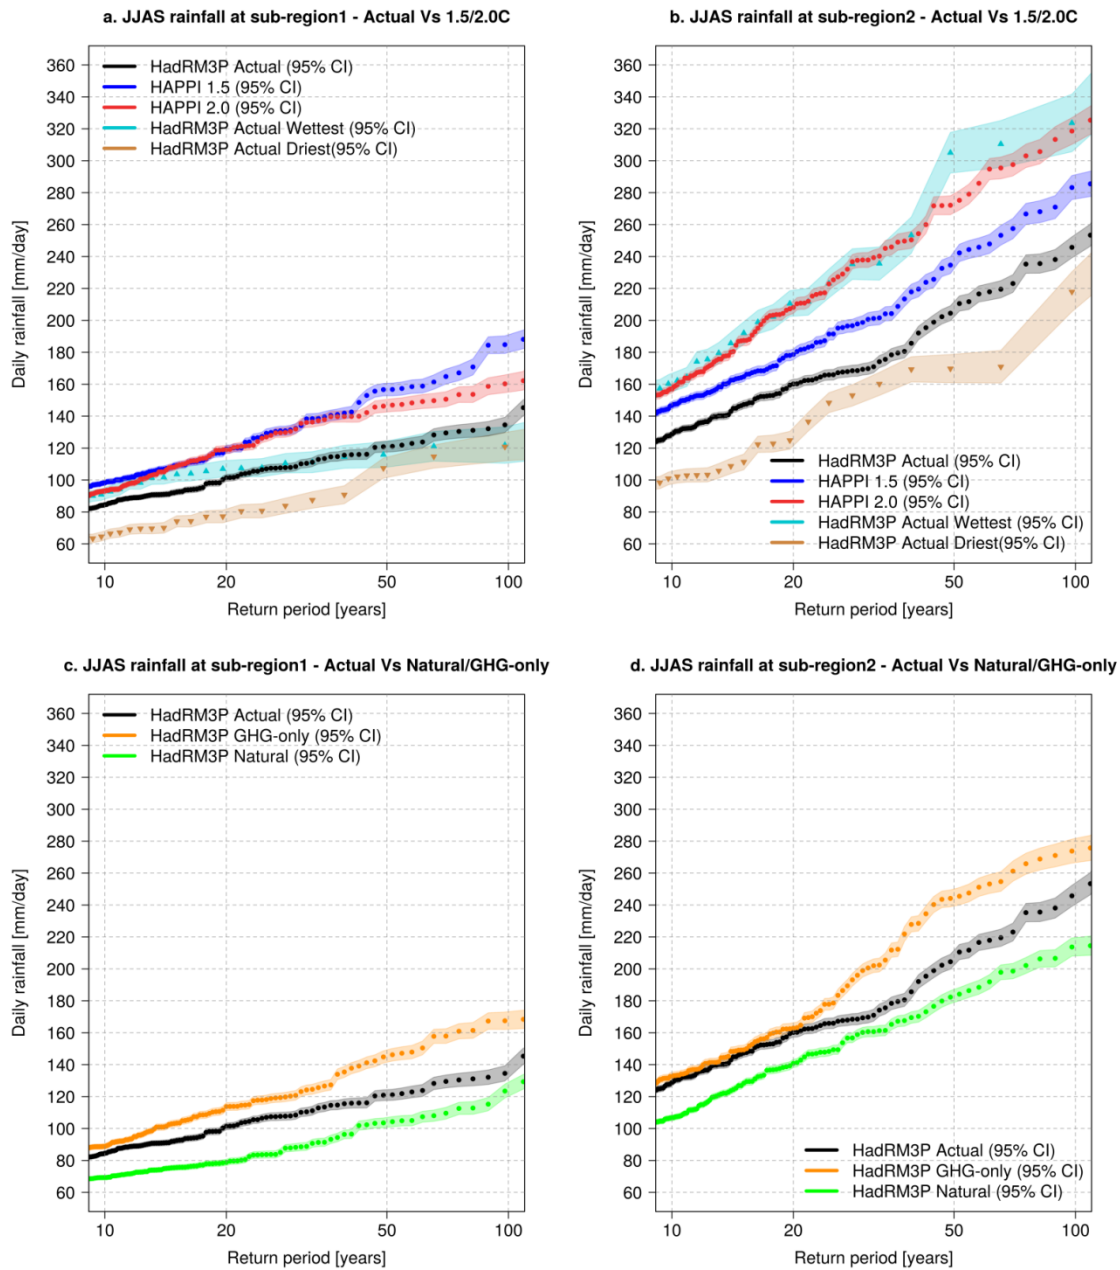 a. JJAS rainfall at sub-region1 - Actual Vs 1.5/2.0C
360
340
320
300
280
260
240
220
200
180
160
140
120
100
80
60
Daily rainfall [mm/day]
HadRM3P Actual (95% CI)
HAPPI 1.5 (95% CI)
HAPPI 2.0 (95% CI)
HadRM3P Actual Wettest (95% CI)
HadRM3P Actual Driest(95% CI)
10 20 50 100
Return period [years]
b. JJAS rainfall at sub-region2 - Actual Vs 1.5/2.0C
360
340
320
300
280
260
240
220
200
180
160
140
120
100
80
60
Daily rainfall [mm/day]
HadRM3P Actual (95% CI)
HAPPI 1.5 (95% CI)
HAPPI 2.0 (95% CI)
HadRM3P Actual Wettest (95% CI)
HadRM3P Actual Driest(95% CI)
10 20 50 100
Return period [years]
c. JJAS rainfall at sub-region1 - Actual Vs Natural/GHG-only
360
340
320
300
280
260
240
220
200
180
160
140
120
100
80
60
Daily rainfall [mm/day]
HadRM3P Actual (95% CI)
HadRM3P GHG-only (95% CI)
HadRM3P Natural (95% CI)
10 20 50 100
Return period [years]
d. JJAS rainfall at sub-region2 - Actual Vs Natural/GHG-only
360
340
320
300
280
260
240
220
200
180
160
140
120
100
80
60
Daily rainfall [mm/day]
HadRM3P Actual (95% CI)
HadRM3P GHG-only (95% CI)
HadRM3P Natural (95% CI)
10 20 50 100
Return period [years]